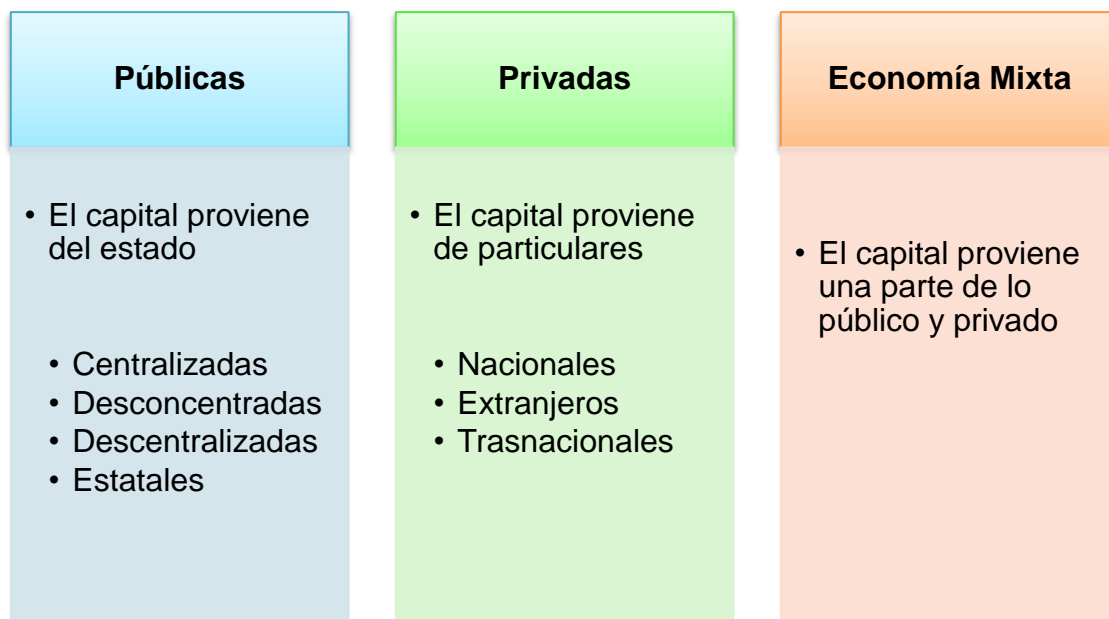 Públicas
• El capital proviene
del estado
• Centralizadas
• Desconcentradas
• Descentralizadas
• Estatales
Privadas
• El capital proviene
de particulares
• Nacionales
• Extranjeros
• Trasnacionales
Economía Mixta
• El capital proviene
una parte de lo
público y privado